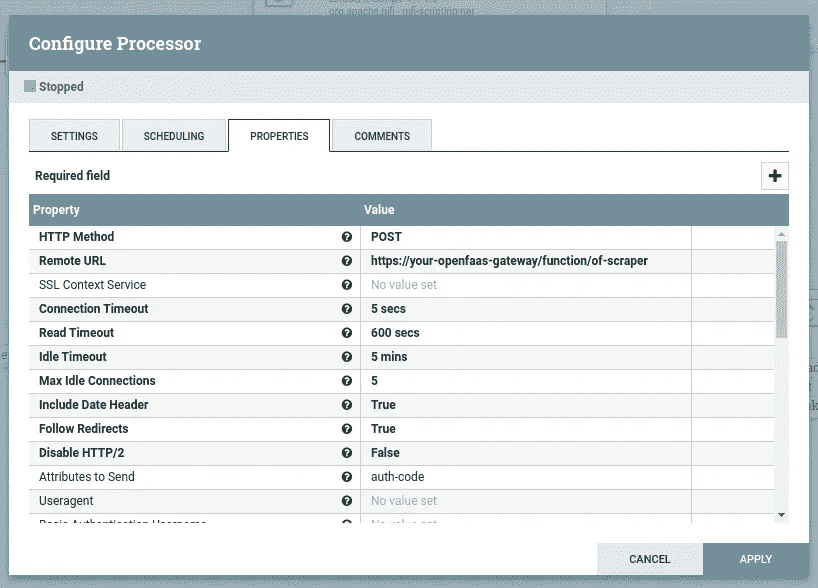 org.apache.nifi - nifi-scripting-nar
Configure Processor
Stopped
SETTINGS SCHEDULING PROPERTIES COMMENTS
Required field
Property Value
HTTP Method POST
Remote URL https://your-openfaas-gateway/function/of-scraper
SSL Context Service No value set
Connection Timeout 5 secs
Read Timeout 600 secs
Idle Timeout 5 mins
Max Idle Connections 5
Include Date Header True
Follow Redirects True
Disable HTTP/2 False
Attributes to Send auth-code
Useragent No value set
Basic Authentication Username No value set
CANCEL APPLY